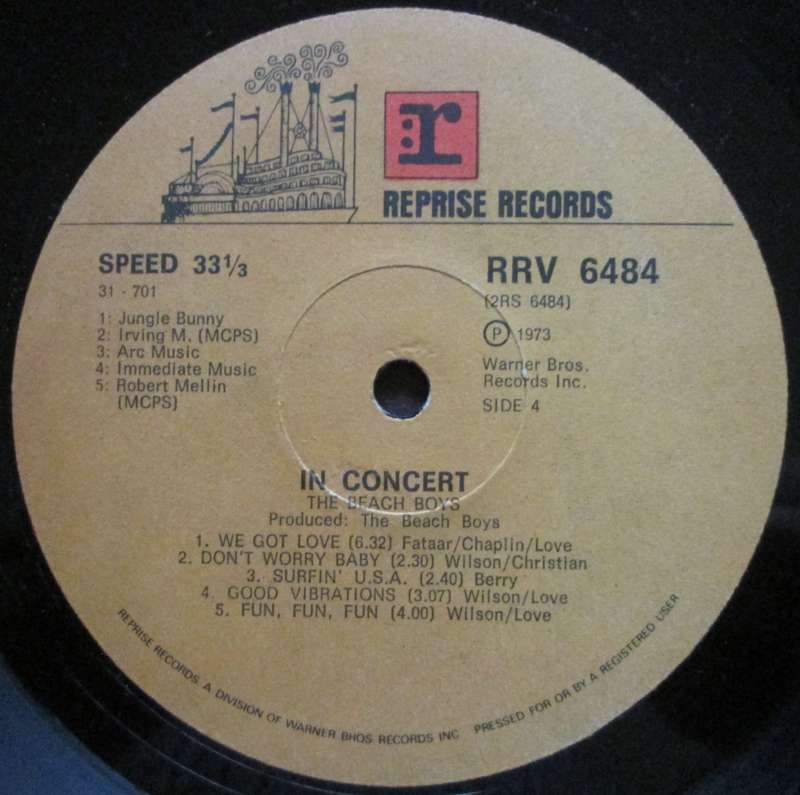 r
REPRISE RECORDS
SPEED 33⅓
31 - 701
1: Jungle Bunny
2: Irving M. (MCPS)
3: Arc Music
4: Immediate Music
5: Robert Mellin
(MCPS)
RRV 6484
(2RS 6484)
Ⓟ 1973
Warner Bros.
Records Inc.
SIDE 4
IN CONCERT
THE BEACH BOYS
Produced: The Beach Boys
1. WE GOT LOVE (6.32) Fataar/Chaplin/Love
2. DON'T WORRY BABY (2.30) Wilson/Christian
3. SURFIN' U.S.A. (2.40) Berry
4. GOOD VIBRATIONS (3.07) Wilson/Love
5. FUN, FUN, FUN (4.00) Wilson/Love
REPRISE RECORDS, A DIVISION OF WARNER BROS. RECORDS INC PRESSED FOR OR BY A REGISTERED USER